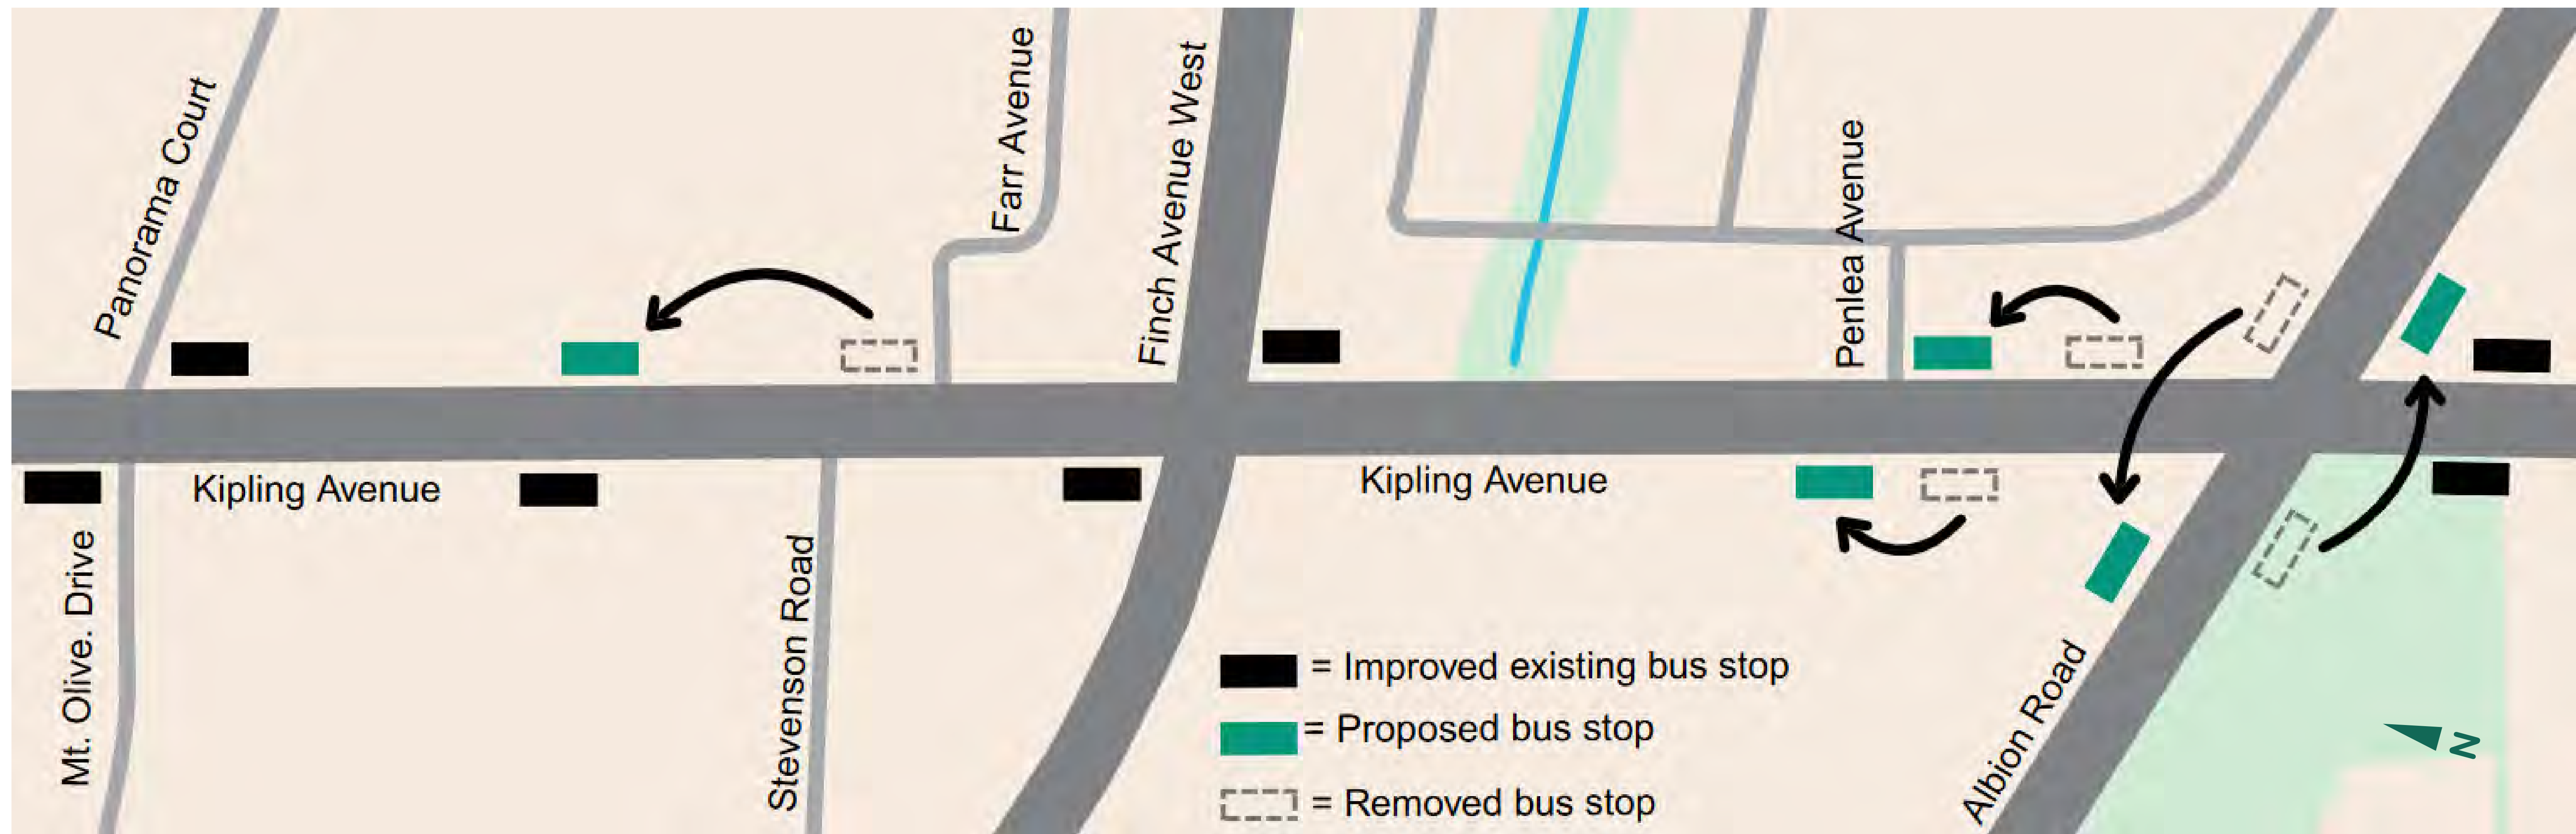 Panorama Court
Farr Avenue
Finch Avenue West
Penlea Avenue
Kipling Avenue
Kipling Avenue
Mt. Olive. Drive
Stevenson Road
Albion Road
= Improved existing bus stop
= Proposed bus stop
= Removed bus stop
N